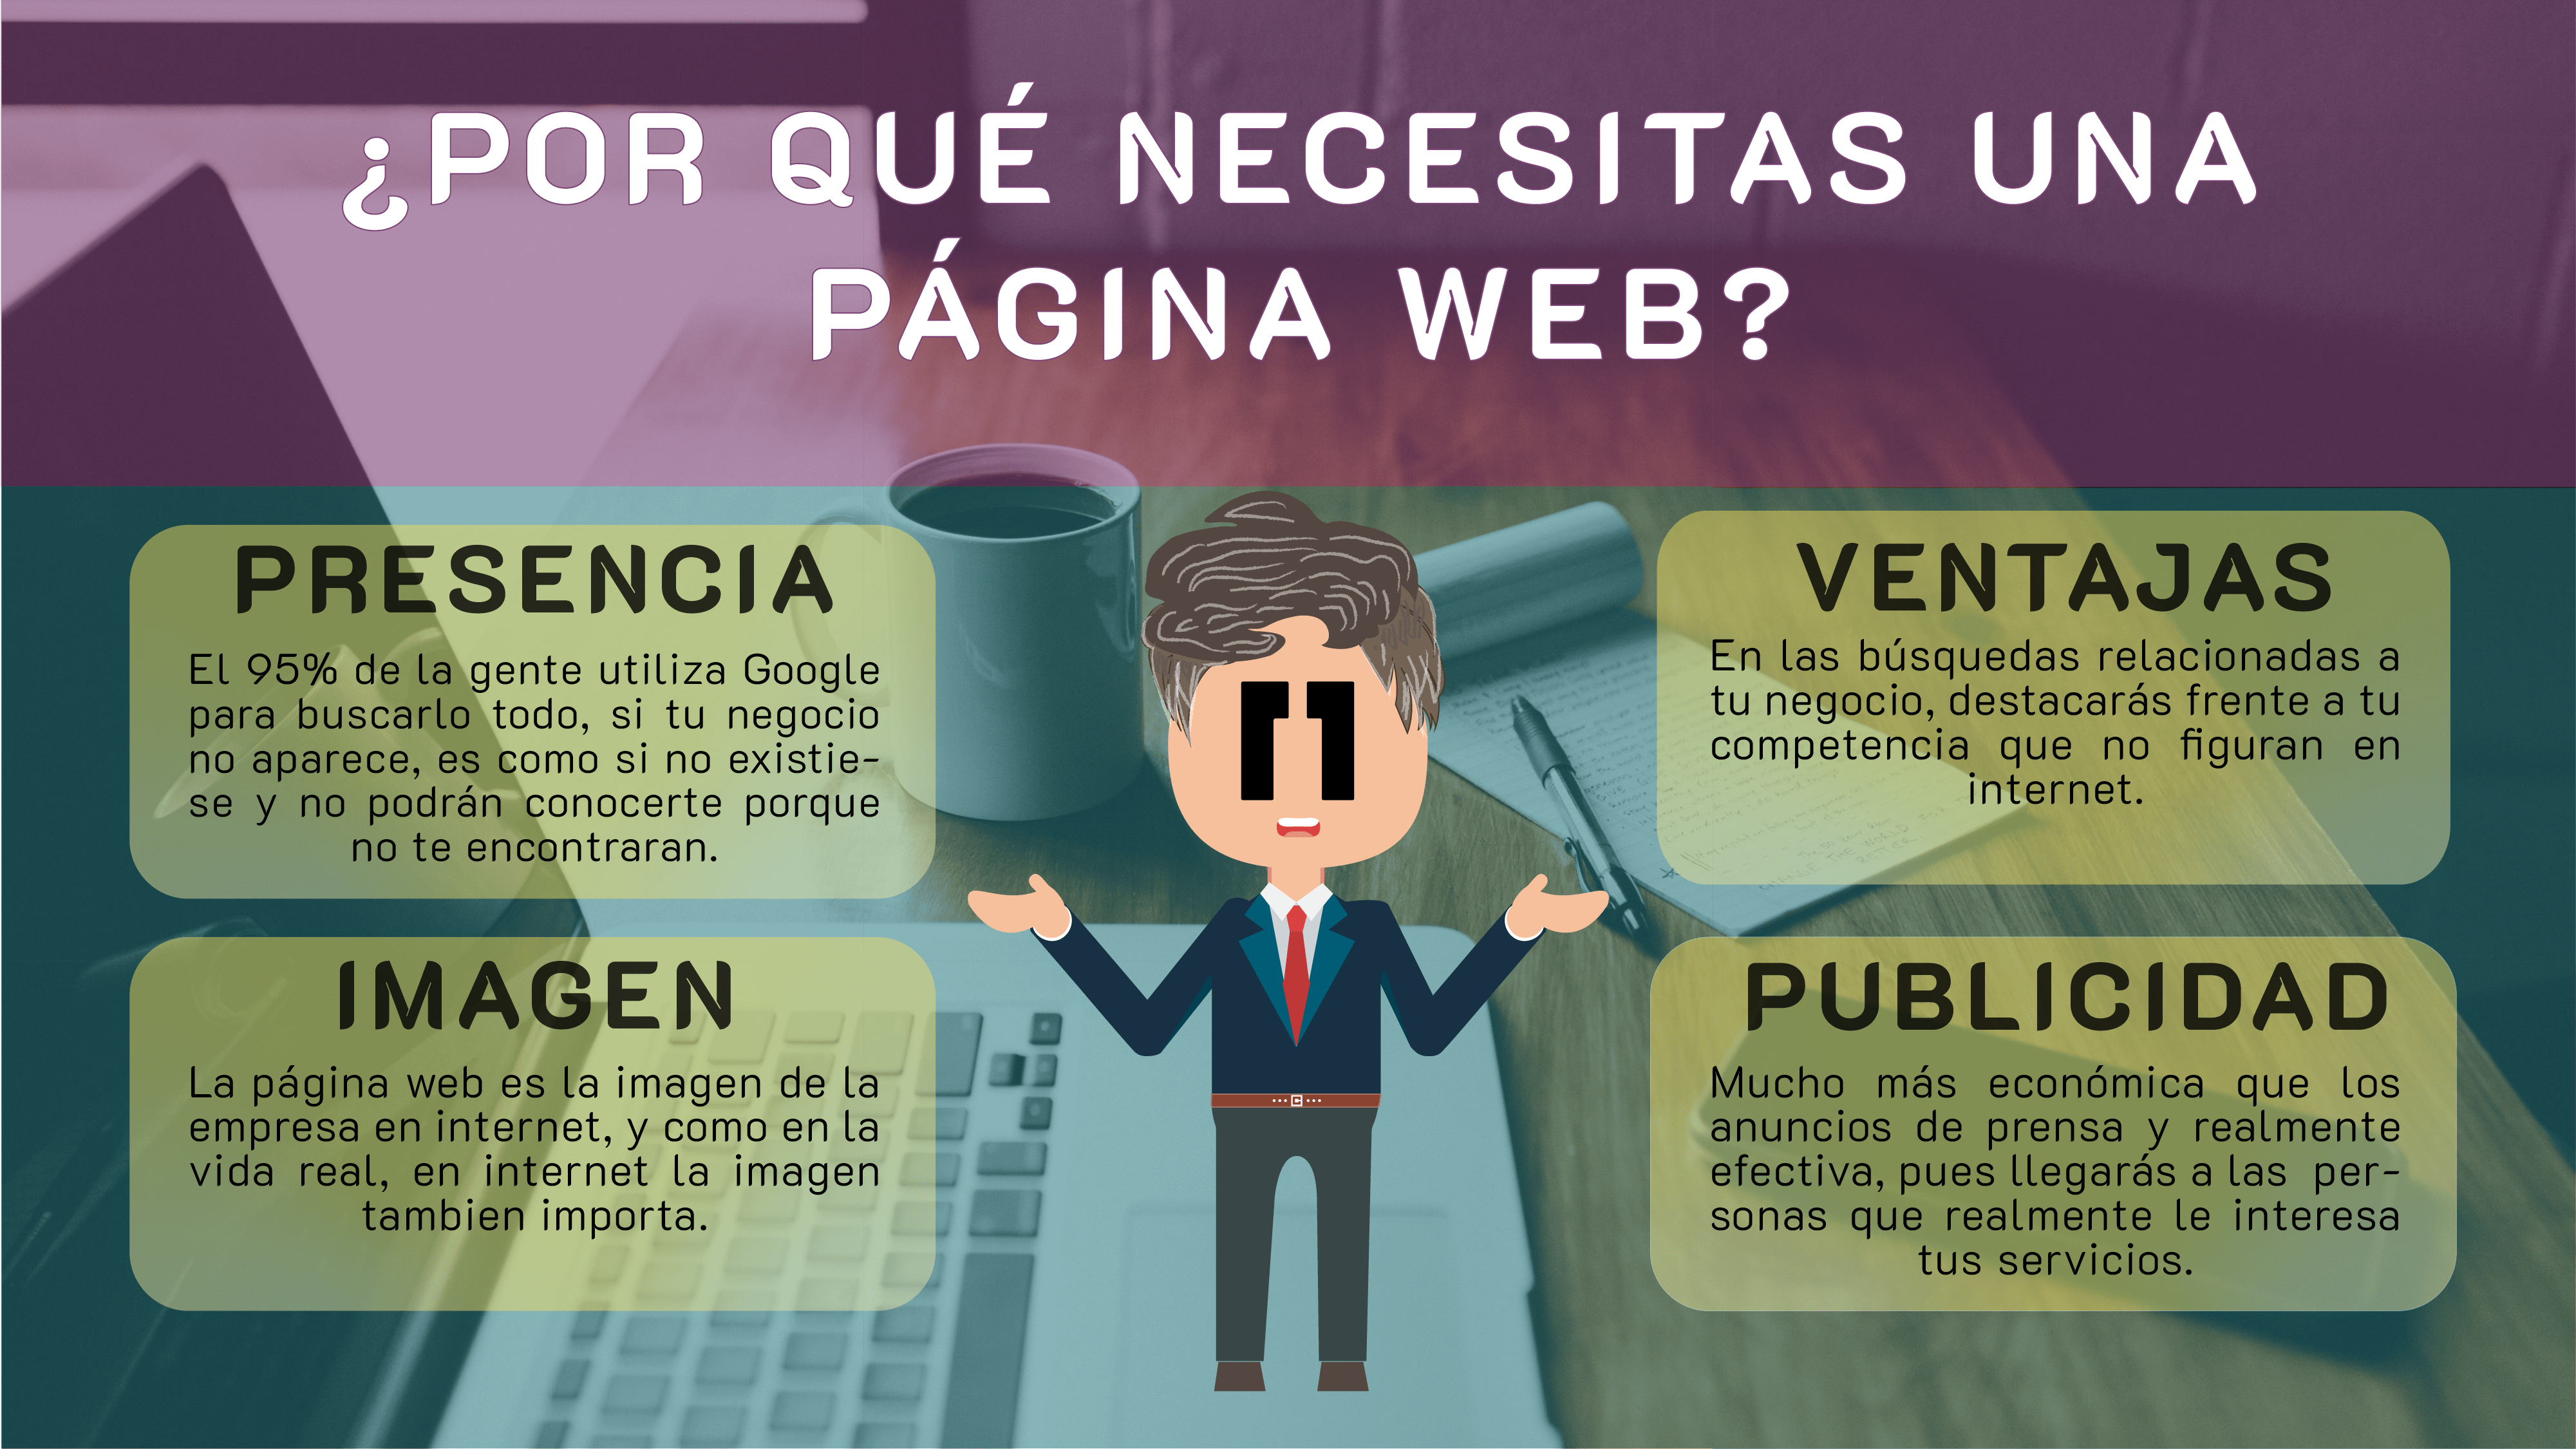 ¿POR QUÉ NECESITAS UNA
PÁGINA WEB?
PRESENCIA
El 95% de la gente utiliza Google
para buscarlo todo, si tu negocio
no aparece, es como si no existie-
se y no podrán conocerte porque
no te encontraran.
IMAGEN
La página web es la imagen de la
empresa en internet, y como en la
vida real, en internet la imagen
tambien importa.
VENTAJAS
En las búsquedas relacionadas a
tu negocio, destacarás frente a tu
competencia que no figuran en
internet.
PUBLICIDAD
Mucho más económica que los
anuncios de prensa y realmente
efectiva, pues llegarás a las per-
sonas que realmente le interesa
tus servicios.